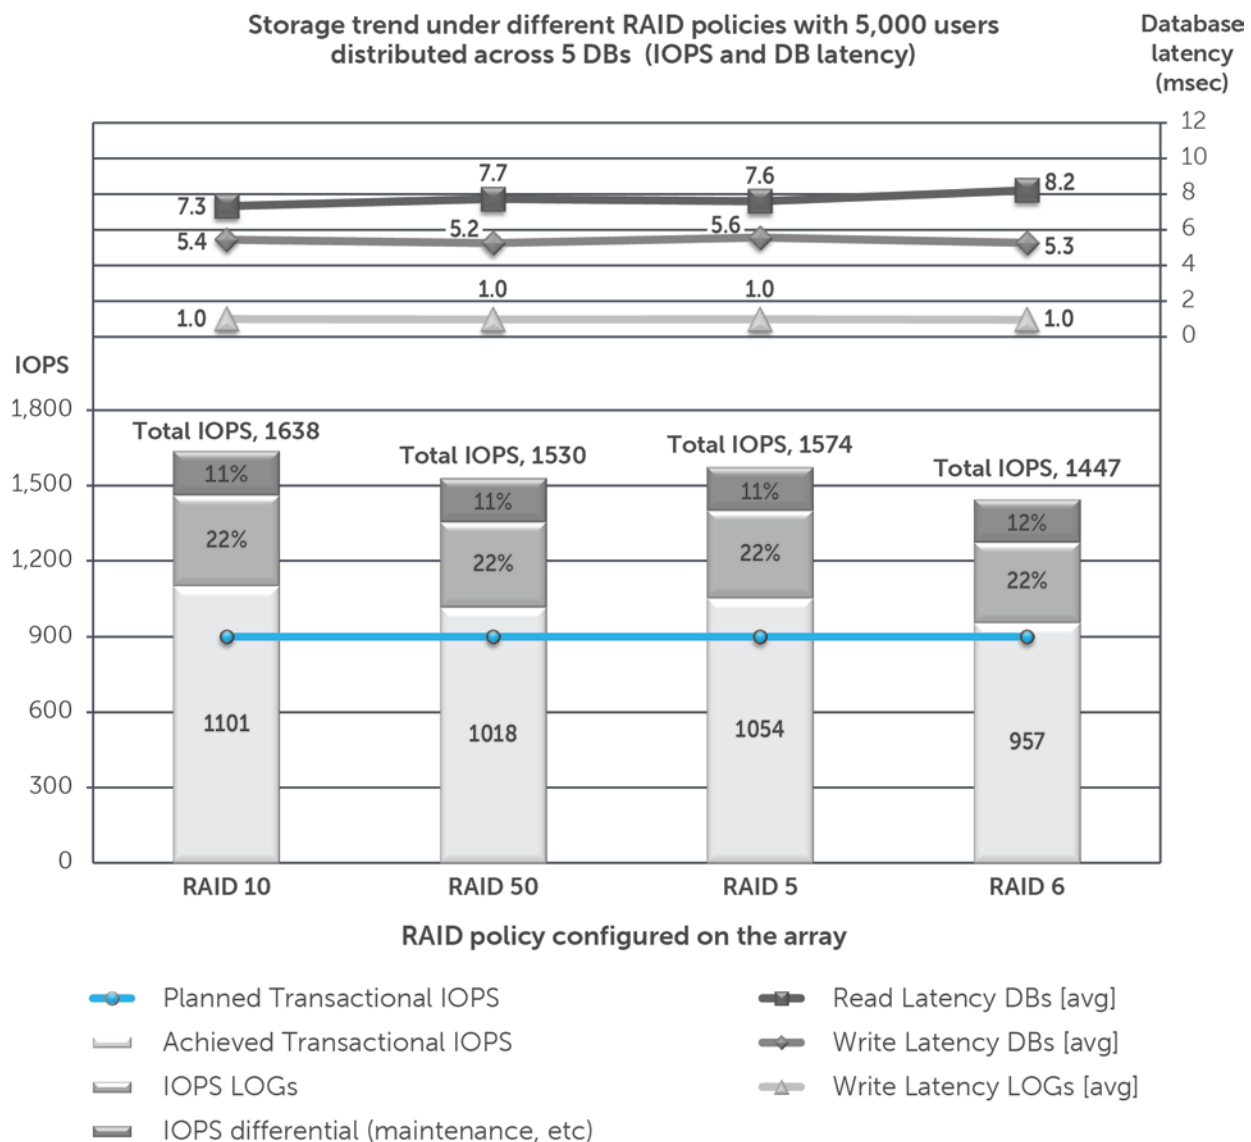 Storage trend under different RAID policies with 5,000 users
distributed across 5 DBs (IOPS and DB latency)
Database
latency
(msec)
12
10
8
6
4
2
0
7.3
7.7
7.6
8.2
5.4
5.2
5.6
5.3
1.0
1.0
1.0
1.0
IOPS
1,800
1,500
1,200
900
600
300
0
Total IOPS, 1638
11%
22%
1101
Total IOPS, 1530
11%
22%
1018
Total IOPS, 1574
11%
22%
1054
Total IOPS, 1447
12%
22%
957
RAID 10
RAID 50
RAID 5
RAID 6
RAID policy configured on the array
Planned Transactional IOPS
Achieved Transactional IOPS
IOPS LOGs
IOPS differential (maintenance, etc)
Read Latency DBs [avg]
Write Latency DBs [avg]
Write Latency LOGs [avg]